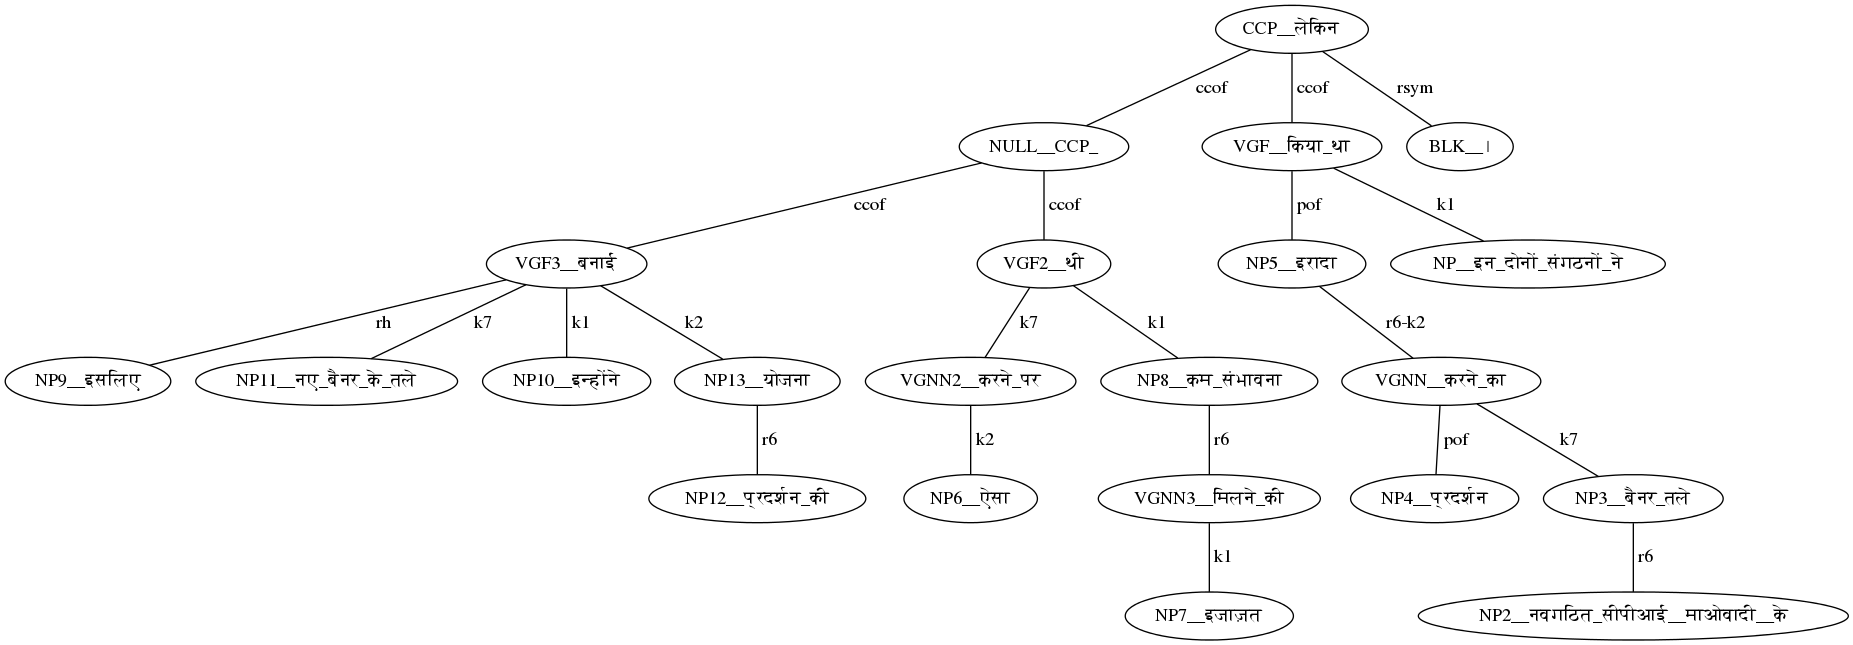 CCP__लेकिन
ccof ccof rsym
NULL__CCP_ VGF__किया_था BLK__।
ccof ccof pof k1
VGF3__बनाई VGF2__थी NP5__इरादा NP__इन_दोनों_संगठनों_ने
rh k7 k1 k2 k7 k1 r6-k2
NP9__इसलिए NP11__नए_बैनर_के_तले NP10__इन्होंने NP13__योजना VGNN2__करने_पर NP8__कम_संभावना VGNN__करने_का
r6 k2 r6 pof k7
NP12__प्रदर्शन_की NP6__ऐसा VGNN3__मिलने_की NP4__प्रदर्शन NP3__बैनर_तले
k1 r6
NP7__इजाज़त NP2__नवगठित_सीपीआई__माओवादी__के